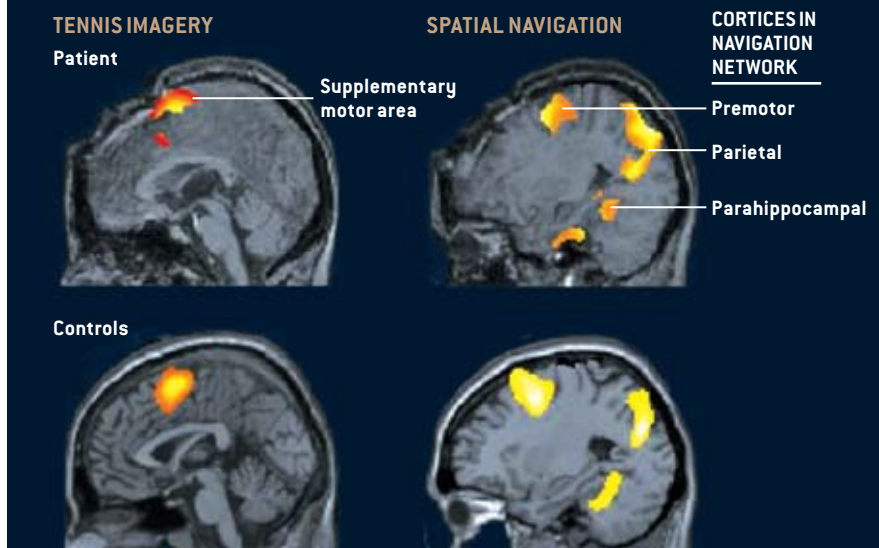 TENNIS IMAGERY
Patient
Supplementary
motor area
SPATIAL NAVIGATION
CORTICES IN
NAVIGATION
NETWORK
Premotor
Parietal
Parahippocampal
Controls